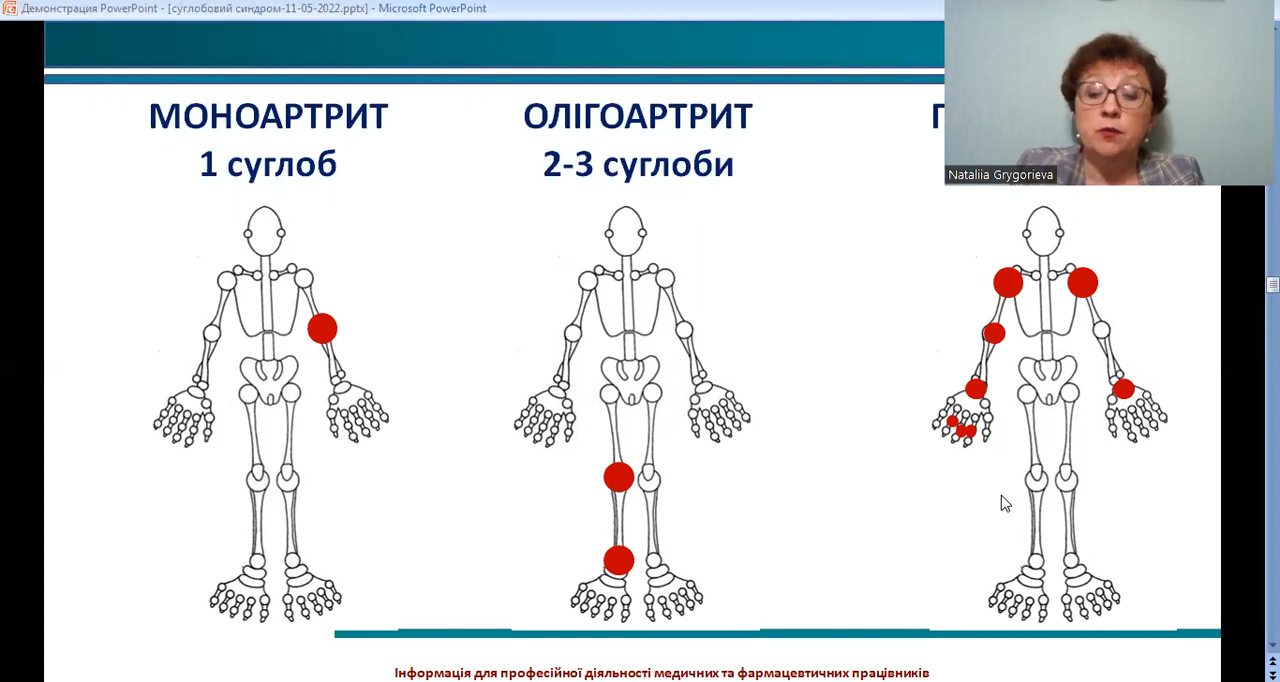 Демонстрация PowerPoint - [суглобовий синдром-11-05-2022.pptx] - Microsoft PowerPoint
МОНОАРТРИТ
1 суглоб
ОЛІГОАРТРИТ
2-3 суглоби
Nataliia Grygorieva
Інформація для професійної діяльності медичних та фармацевтичних працівників